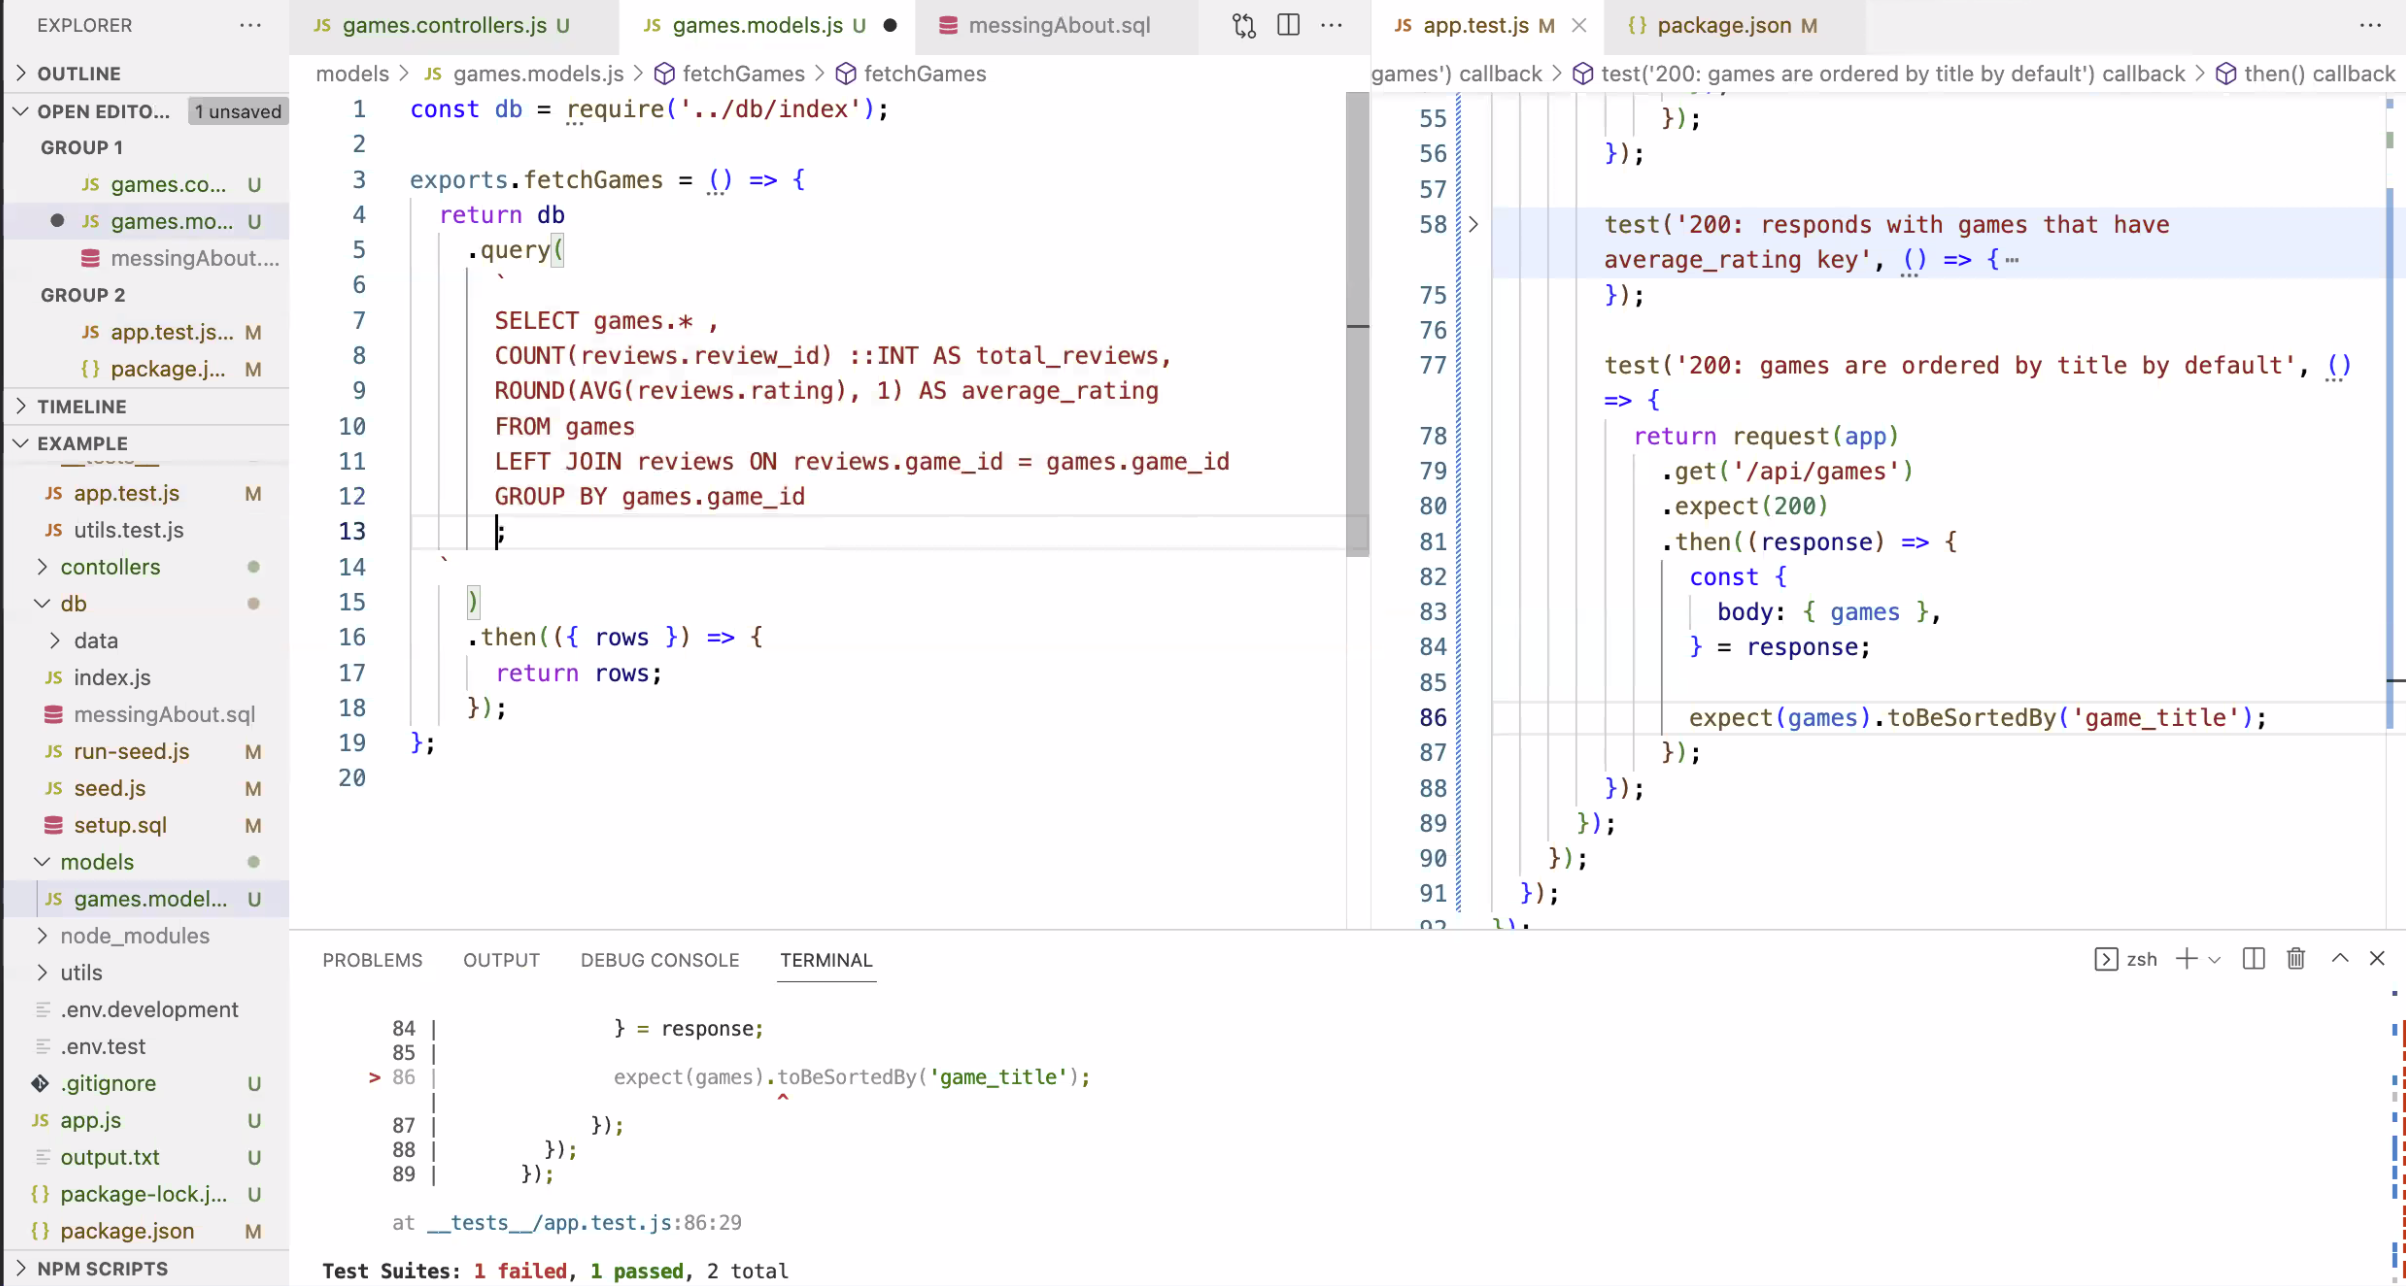 EXPLORER
OUTLINE
OPEN EDITO... 1 unsaved
GROUP 1
JS games.co... U
JS games.mo... U
messingAbout....
GROUP 2
JS app.test.js... M
{} package.j... M
TIMELINE
EXAMPLE
__tests__
JS app.test.js M
JS utils.test.js
contollers
db
data
JS index.js
messingAbout.sql
JS run-seed.js M
JS seed.js M
setup.sql M
models
JS games.model... U
node_modules
utils
.env.development
.env.test
.gitignore U
JS app.js U
output.txt U
{} package-lock.j... U
{} package.json M
NPM SCRIPTS
JS games.controllers.js U
JS games.models.js U
messingAbout.sql
models > JS games.models.js > fetchGames > fetchGames
1 const db = require('../db/index');
2
3 exports.fetchGames = () => {
4 return db
5 .query(
6 `
7 SELECT games.* ,
8 COUNT(reviews.review_id) ::INT AS total_reviews,
9 ROUND(AVG(reviews.rating), 1) AS average_rating
10 FROM games
11 LEFT JOIN reviews ON reviews.game_id = games.game_id
12 GROUP BY games.game_id
13 ;
14 `
15 )
16 .then(({ rows }) => {
17 return rows;
18 });
19 };
20
JS app.test.js M
{} package.json M
games') callback > test('200: games are ordered by title by default') callback > then() callback
55 });
56 });
57
58 test('200: responds with games that have
average_rating key', () => {…
75 });
76
77 test('200: games are ordered by title by default', ()
=> {
78 return request(app)
79 .get('/api/games')
80 .expect(200)
81 .then((response) => {
82 const {
83 body: { games },
84 } = response;
85
86 expect(games).toBeSortedBy('game_title');
87 });
88 });
89 });
90 });
91 });
92 });
PROBLEMS OUTPUT DEBUG CONSOLE TERMINAL
zsh
84 | } = response;
85 |
> 86 | expect(games).toBeSortedBy('game_title');
| ^
87 | });
88 | });
89 | });
at __tests__/app.test.js:86:29
Test Suites: 1 failed, 1 passed, 2 total